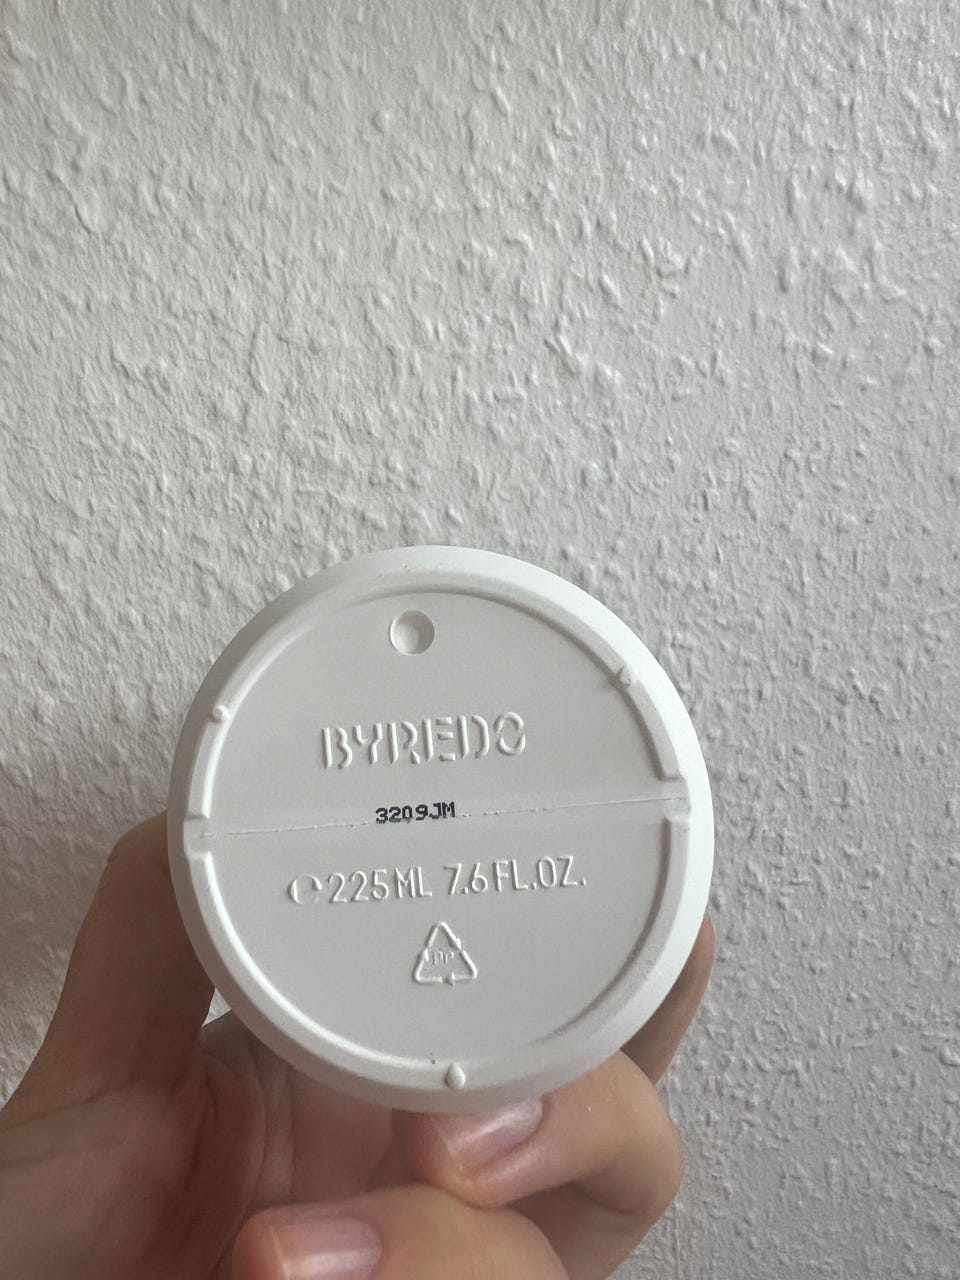 BYREDO
3209JM
℮225ML 7.6FL.OZ.
PP